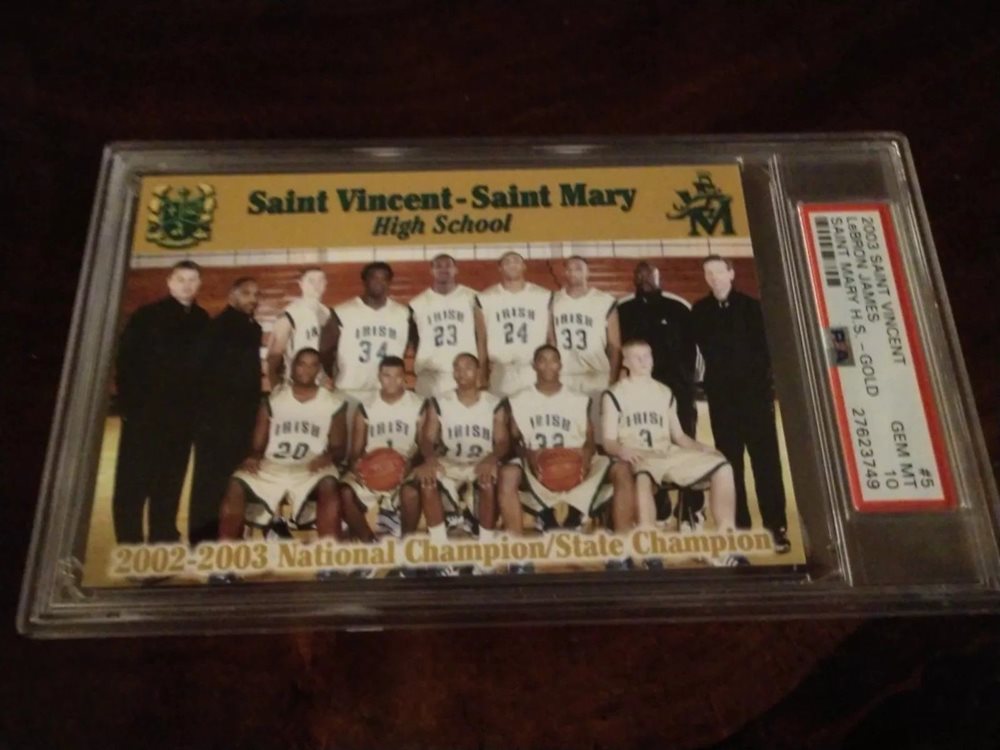 Saint Vincent - Saint Mary
High School
M
IRISH
34
IRISH
23
IRISH
24
33
IRISH
20
IRISH
IRISH
IRISH
3
2002-2003 National Champion/State Champion
2003 SAINT VINCENT #5
LeBRON JAMES GEM MT
SAINT MARY H.S. - GOLD 10
27623749